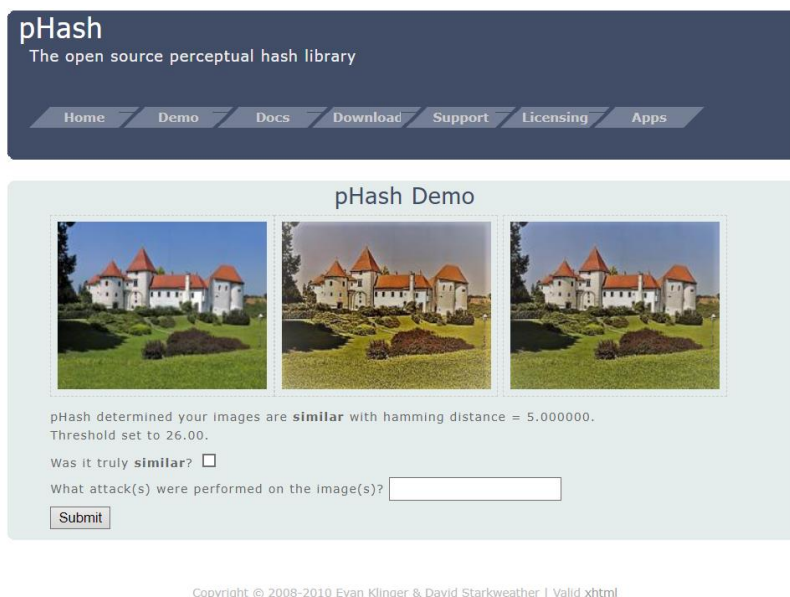 pHash
The open source perceptual hash library
Home Demo Docs Download Support Licensing Apps
pHash Demo
pHash determined your images are similar with hamming distance = 5.000000.
Threshold set to 26.00.
Was it truly similar?
What attack(s) were performed on the image(s)?
Submit
Copyright © 2008-2010 Evan Klinger & David Starkweather | Valid xhtml